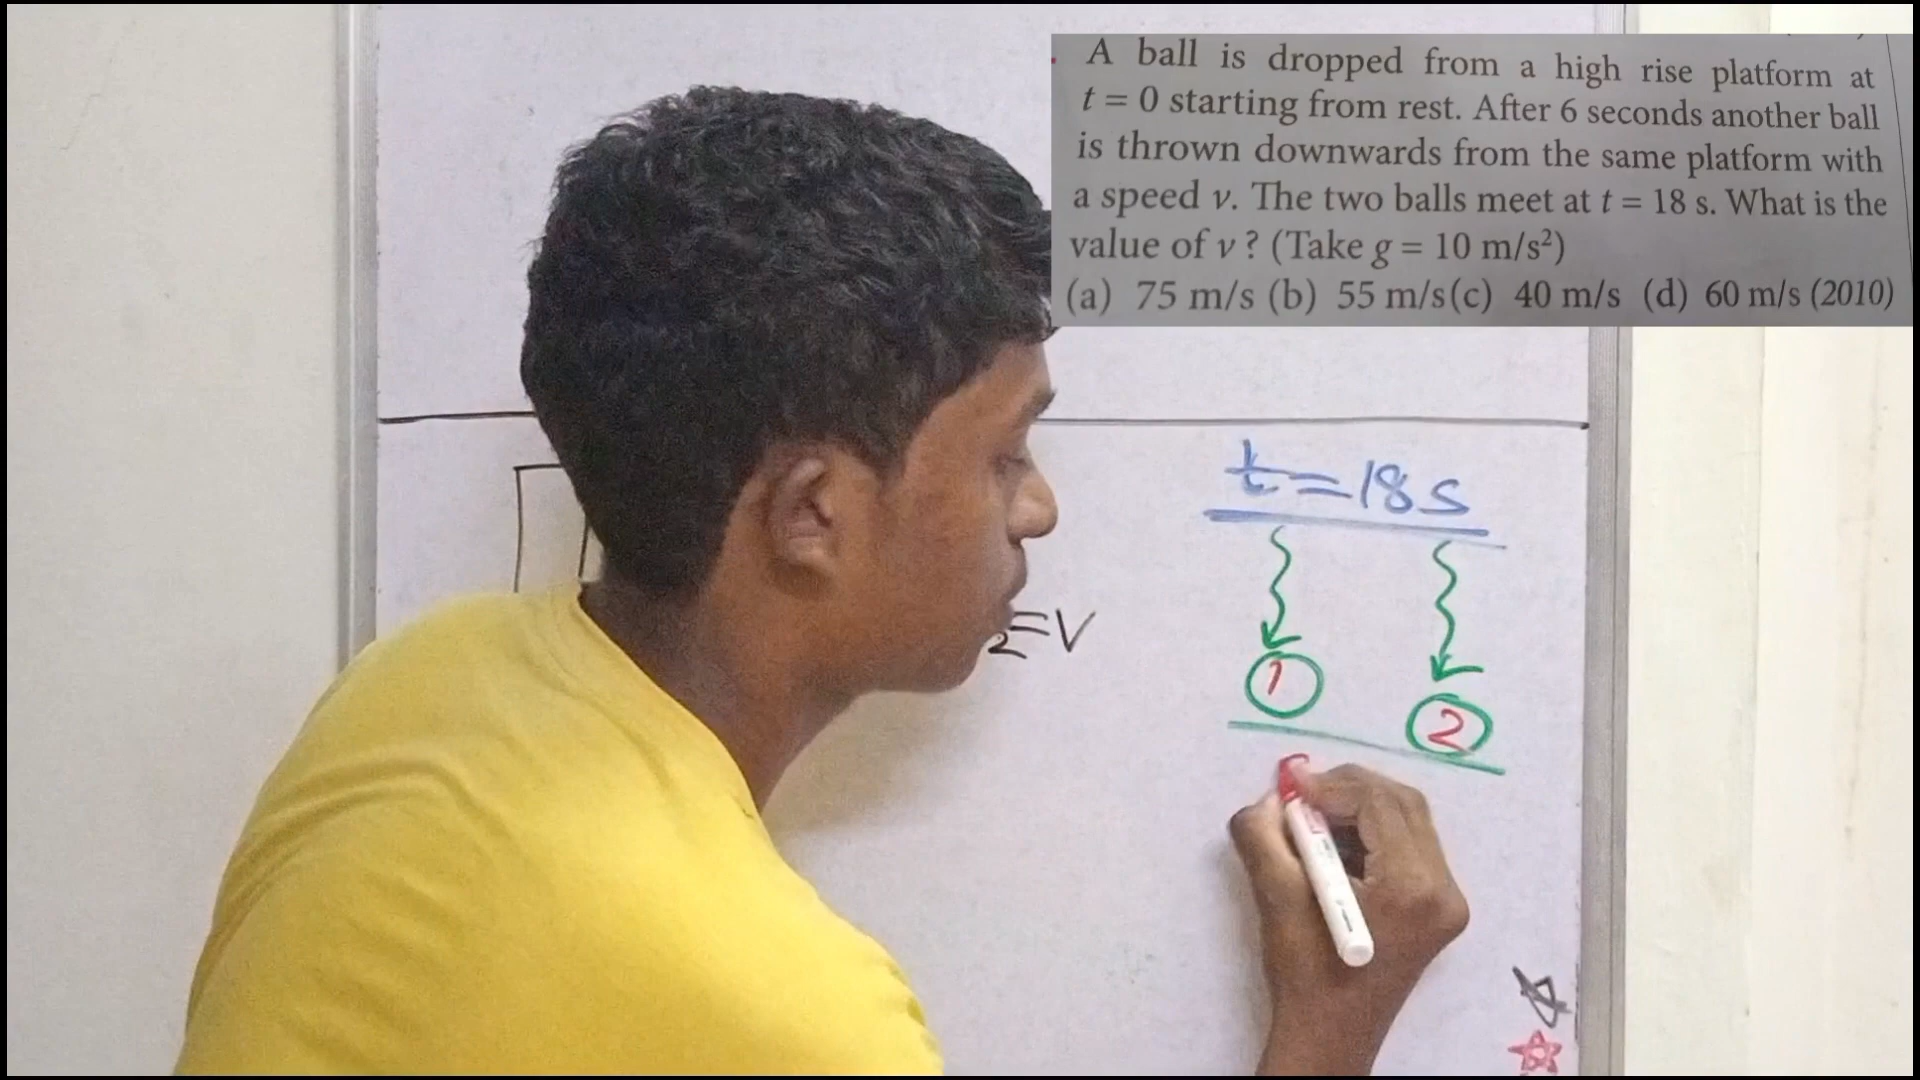 A ball is dropped from a high rise platform at
t = 0 starting from rest. After 6 seconds another ball
is thrown downwards from the same platform with
a speed v. The two balls meet at t = 18 s. What is the
value of v ? (Take g = 10 m/s²)
(a) 75 m/s (b) 55 m/s(c) 40 m/s (d) 60 m/s (2010)
t=18s
1
2
2=V